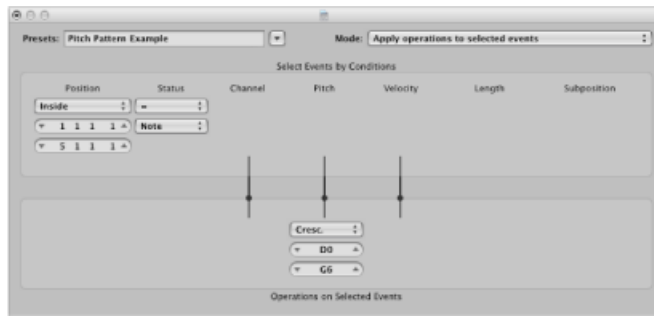 Presets: Pitch Pattern Example Mode: Apply operations to selected events
Select Events by Conditions
Position Status Channel Pitch Velocity Length Subposition
Inside =
1 1 1 1 Note
5 1 1 1
Cresc.
D0
G6
Operations on Selected Events